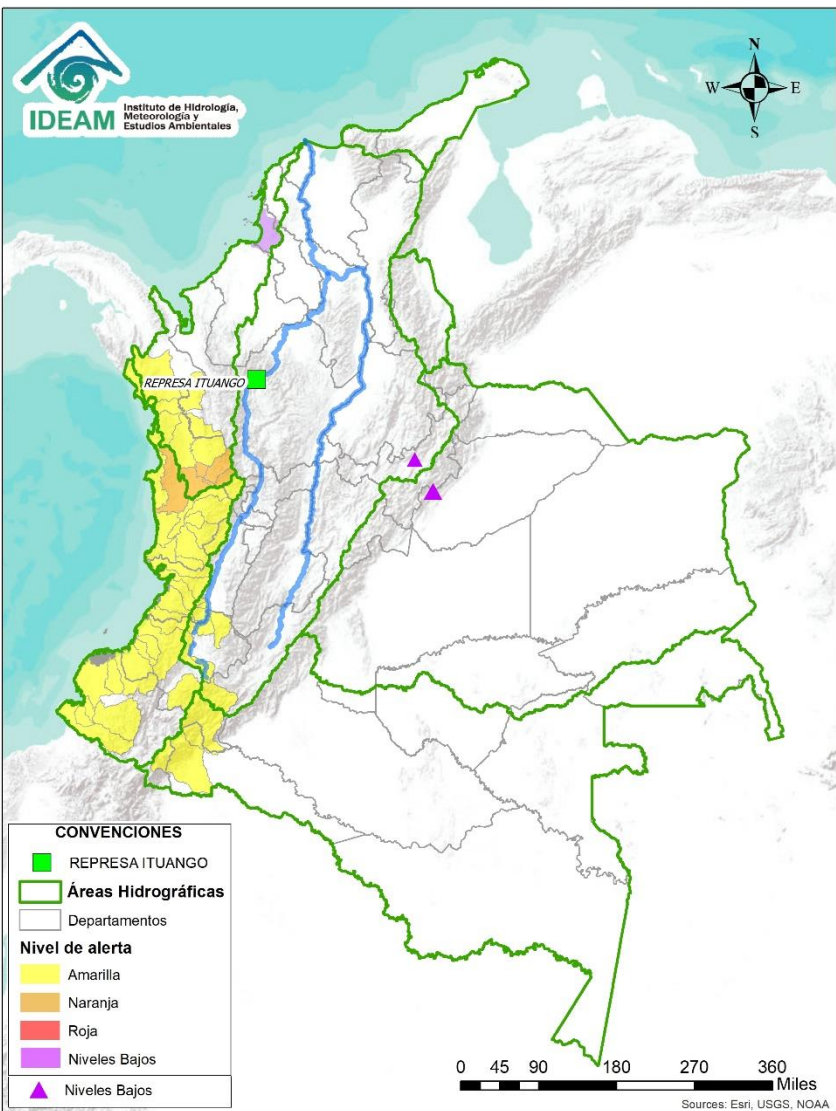 IDEAM
Instituto de Hidrología,
Meteorología y
Estudios Ambientales
N
W
E
S
REPRESA ITUANGO
CONVENCIONES
REPRESA ITUANGO
Áreas Hidrográficas
Departamentos
Nivel de alerta
Amarilla
Naranja
Roja
Niveles Bajos
Niveles Bajos
0 45 90 180 270 360
Miles
Sources: Esri, USGS, NOAA